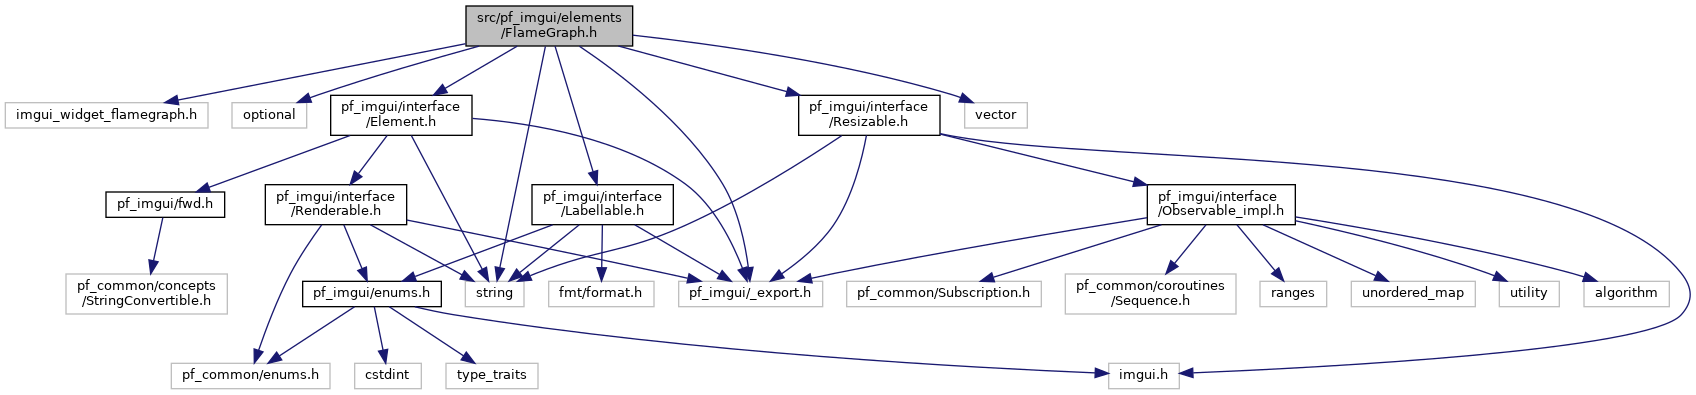 src/pf_imgui/elements
/FlameGraph.h
imgui_widget_flamegraph.h
optional
pf_imgui/interface
/Element.h
pf_imgui/interface
/Resizable.h
vector
pf_imgui/fwd.h
pf_imgui/interface
/Renderable.h
pf_imgui/interface
/Labellable.h
pf_imgui/interface
/Observable_impl.h
pf_common/concepts
/StringConvertible.h
pf_imgui/enums.h
string
fmt/format.h
pf_imgui/_export.h
pf_common/Subscription.h
pf_common/coroutines
/Sequence.h
ranges
unordered_map
utility
algorithm
pf_common/enums.h
cstdint
type_traits
imgui.h